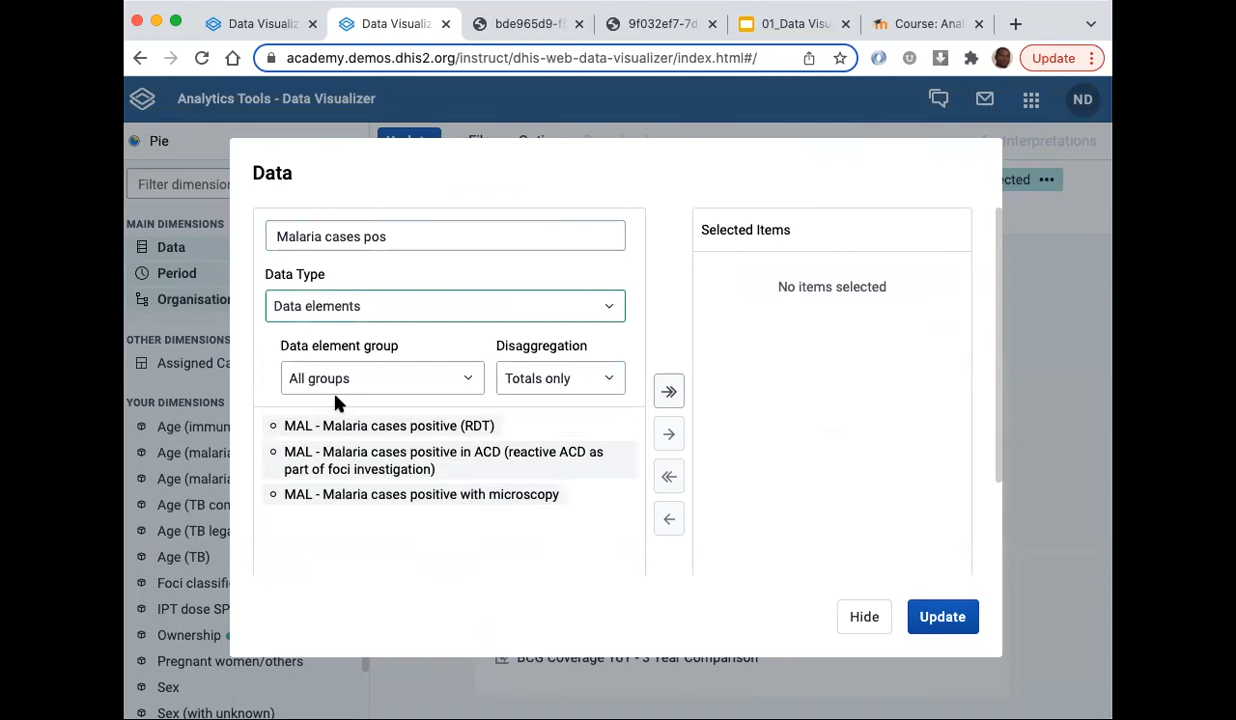 Data Visualiz
Data Visualiz
bde965d9-f
9f032ef7-7d
01_Data Visu
Course: Ana
academy.demos.dhis2.org/instruct/dhis-web-data-visualizer/index.html#/
Update
Analytics Tools - Data Visualizer
ND
Pie
Interpretations
Filter dimension
MAIN DIMENSIONS
Data
Period
Organisation
OTHER DIMENSIONS
Assigned Ca
YOUR DIMENSIONS
Age (immun
Age (malaria
Age (malaria
Age (TB con
Age (TB lega
Age (TB)
Foci classifi
IPT dose SP
Ownership
Pregnant women/others
Sex
Sex (with unknown)
Data
Malaria cases pos
Data Type
Data elements
Data element group
Disaggregation
All groups
Totals only
MAL - Malaria cases positive (RDT)
MAL - Malaria cases positive in ACD (reactive ACD as
part of foci investigation)
MAL - Malaria cases positive with microscopy
Selected Items
No items selected
Hide
Update
BCG Coverage YoY - 3 Year Comparison